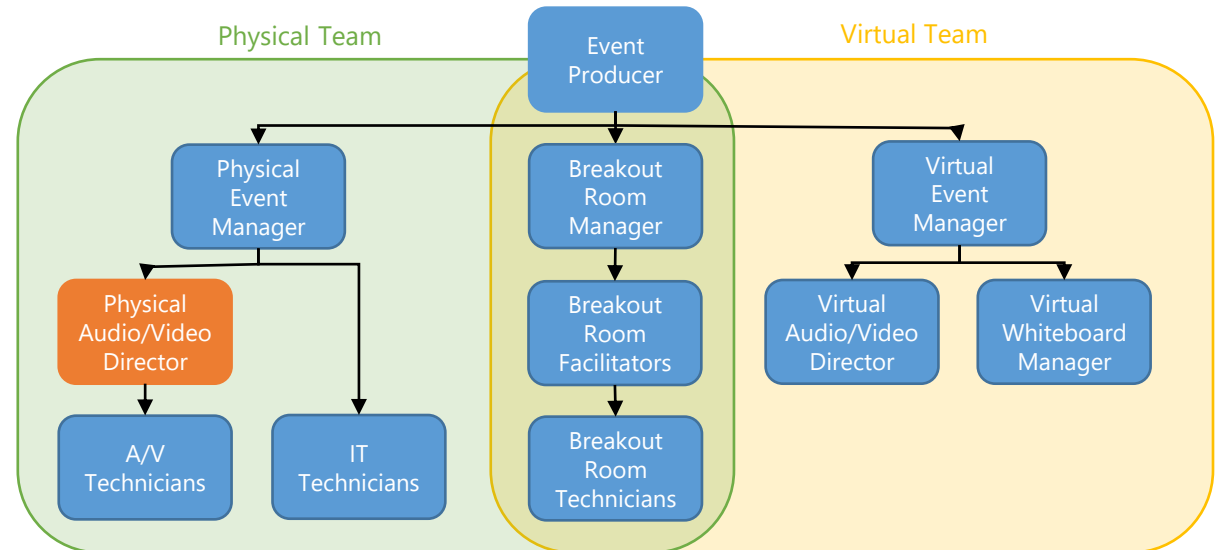 Physical Team
Event
Producer
Virtual Team
Physical
Event
Manager
Breakout
Room
Manager
Virtual
Event
Manager
Physical
Audio/Video
Director
Breakout
Room
Facilitators
Virtual
Audio/Video
Director
Virtual
Whiteboard
Manager
A/V
Technicians
IT
Technicians
Breakout
Room
Technicians